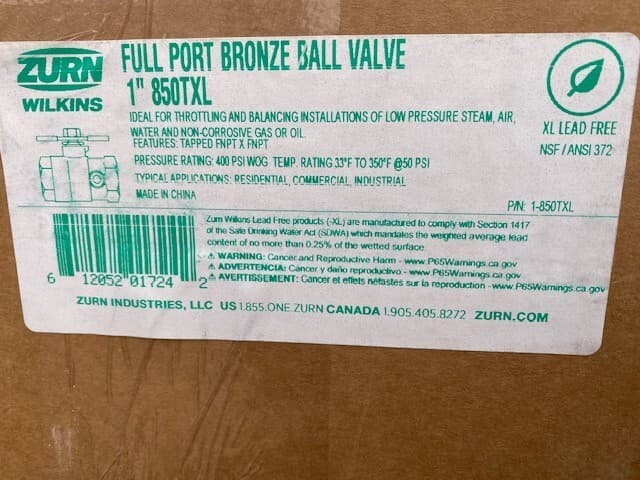 ZURN
WILKINS
FULL PORT BRONZE BALL VALVE
1" 850TXL
IDEAL FOR THROTTLING AND BALANCING INSTALLATIONS OF LOW PRESSURE STEAM, AIR,
WATER AND NON-CORROSIVE GAS OR OIL.
FEATURES: TAPPED FNPT X FNPT
PRESSURE RATING: 400 PSI WOG TEMP. RATING 33°F TO 350°F @50 PSI
TYPICAL APPLICATIONS: RESIDENTIAL, COMMERCIAL, INDUSTRIAL
MADE IN CHINA
XL LEAD FREE
NSF / ANSI 372
P/N: 1-850TXL
Zurn Wilkins Lead Free products (-XL) are manufactured to comply with Section 1417
of the Safe Drinking Water Act (SDWA) which mandates the weighted average lead
content of no more than 0.25% of the wetted surface
⚠ WARNING: Cancer and Reproductive Harm - www.P65Warnings.ca.gov
⚠ ADVERTENCIA: Cáncer y daño reproductivo - www.P65Warnings.ca.gov
⚠ AVERTISSEMENT: Cancer et effets néfastes sur la reproduction - www.P65Warnings.ca.gov
6 12052 01724 2
ZURN INDUSTRIES, LLC US 1.855.ONE.ZURN CANADA 1.905.405.8272 ZURN.COM